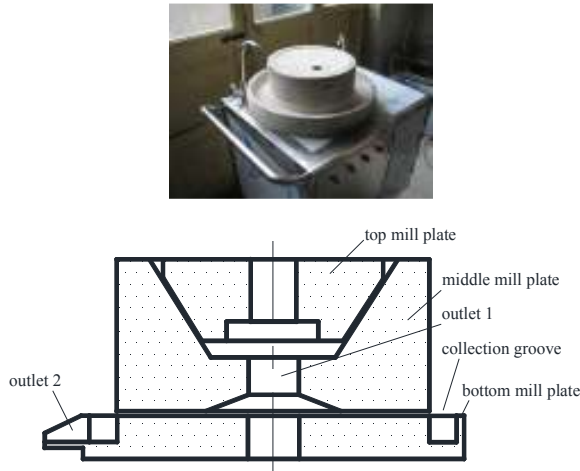 top mill plate
middle mill plate
outlet 1
collection groove
outlet 2
bottom mill plate